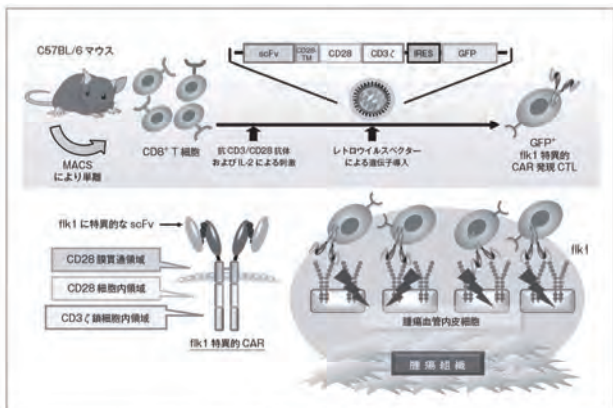 C57BL/6 マウス
scFv
CD28-
TM
CD28
CD3ζ
IRES
GFP
MACS
により単離
CD8⁺ T 細胞
抗 CD3/CD28 抗体
および IL-2 による刺激
レトロウイルスベクター
による遺伝子導入
GFP⁺
flk1 特異的
CAR 発現 CTL
flk1 に特異的な scFv
CD28 膜貫通領域
CD28 細胞内領域
CD3ζ 鎖細胞内領域
flk1 特異的 CAR
flk1
腫瘍血管内皮細胞
腫瘍組織